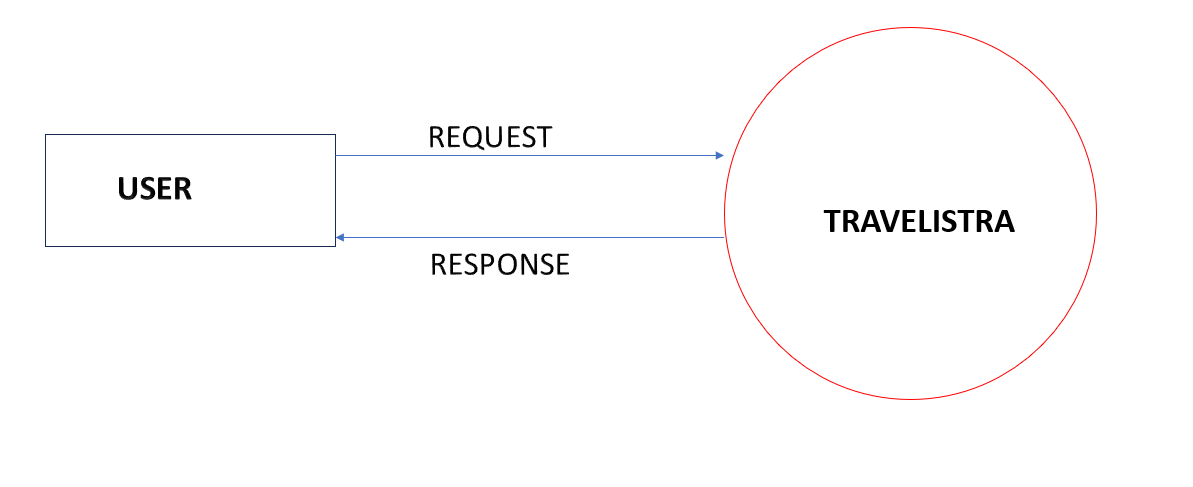 REQUEST
USER
TRAVELISTRA
RESPONSE